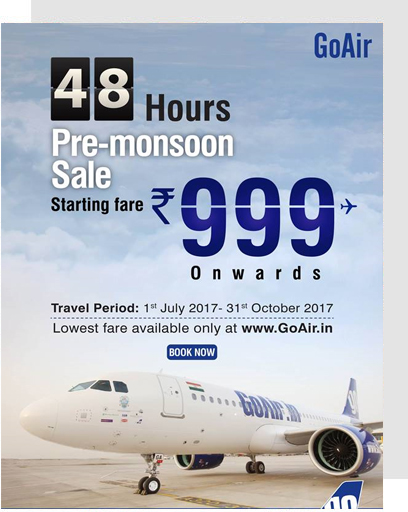 GoAir
48 Hours
Pre-monsoon
Sale
Starting fare ₹999
Onwards
Travel Period: 1st July 2017- 31st October 2017
Lowest fare available only at www.GoAir.in
BOOK NOW
GOAIR.IN
GO